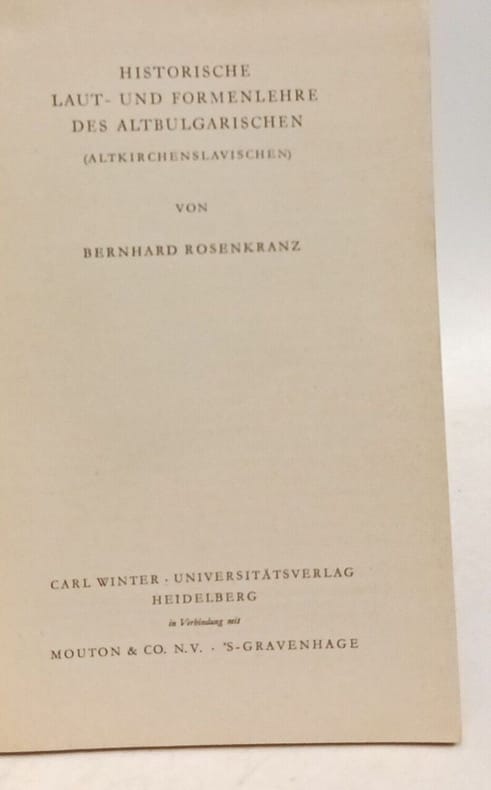 HISTORISCHE
LAUT- UND FORMENLEHRE
DES ALTBULGARISCHEN
(ALTKIRCHENSLAVISCHEN)
VON
BERNHARD ROSENKRANZ
CARL WINTER · UNIVERSITÄTSVERLAG
HEIDELBERG
in Verbindung mit
MOUTON & CO. N.V. · 'S-GRAVENHAGE